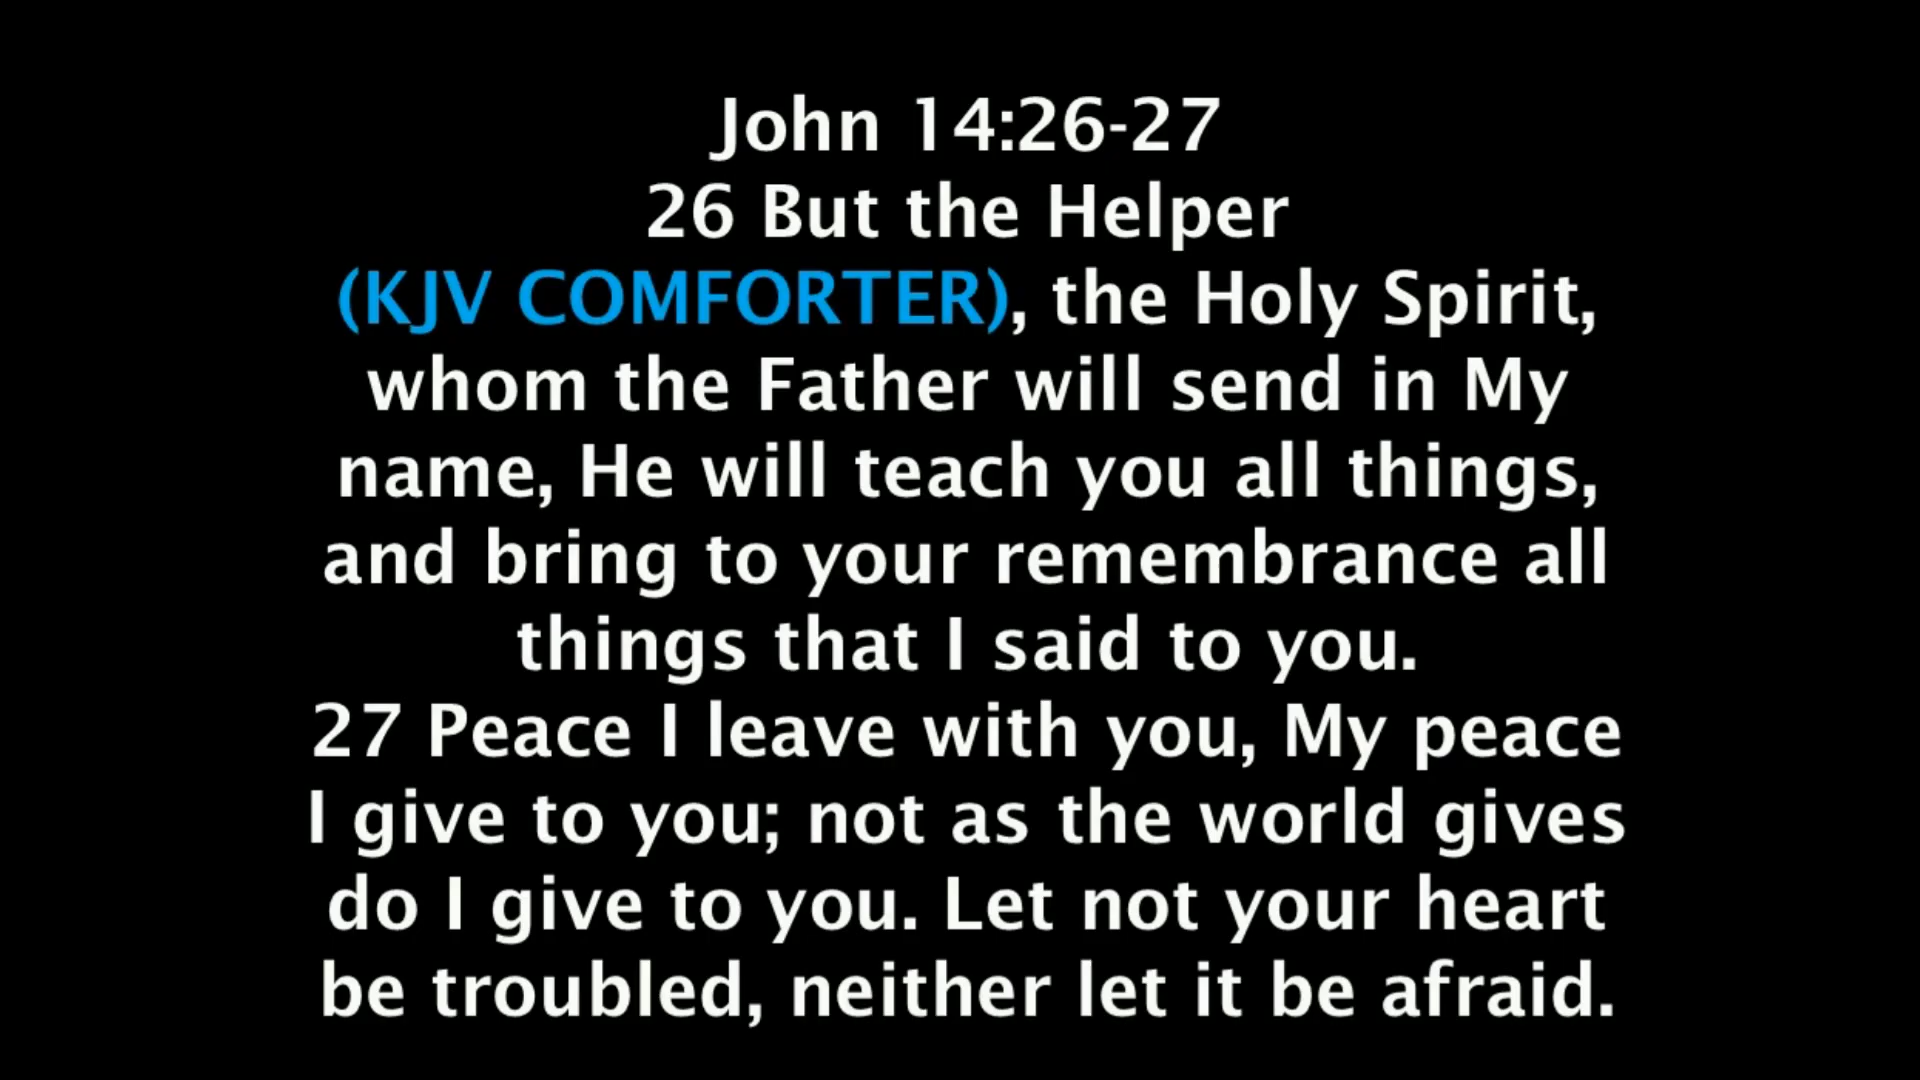 John 14:26-27
26 But the Helper
(KJV COMFORTER), the Holy Spirit,
whom the Father will send in My
name, He will teach you all things,
and bring to your remembrance all
things that I said to you.
27 Peace I leave with you, My peace
I give to you; not as the world gives
do I give to you. Let not your heart
be troubled, neither let it be afraid.